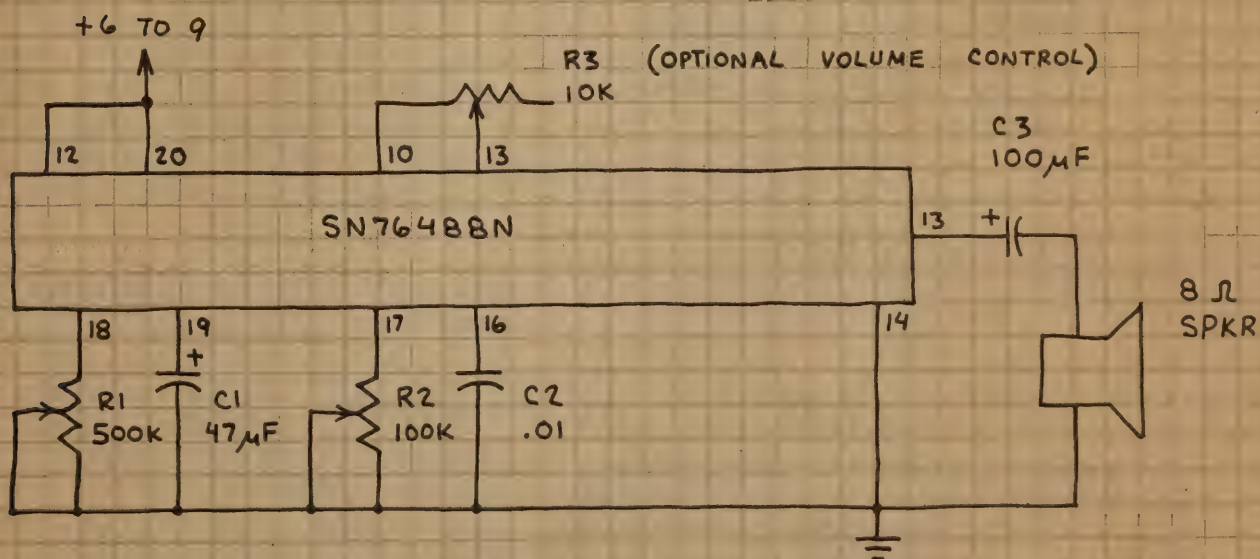 +6 TO 9
R3 (OPTIONAL VOLUME CONTROL)
10K
C3
100µF
12
20
10
13
SN76488N
13
+
8 Ω
SPKR
18
19
17
16
14
+
R1
500K
C1
47µF
R2
100K
C2
.01